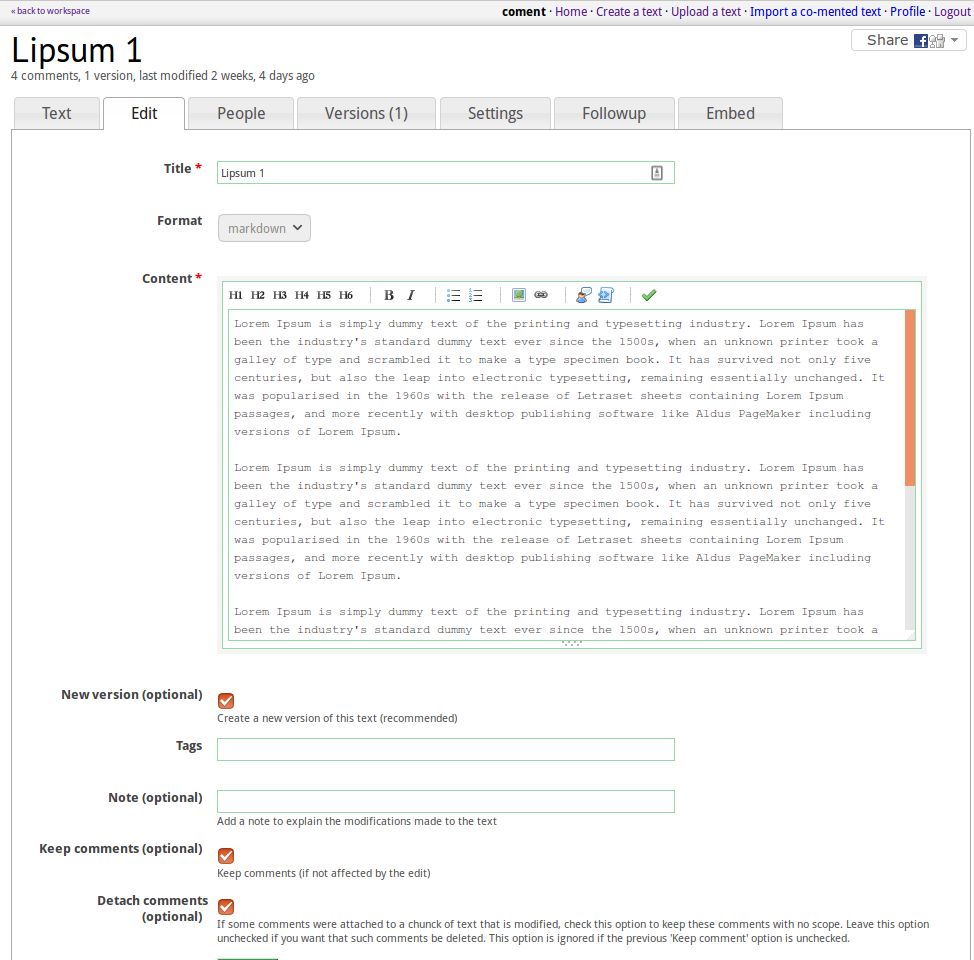 « back to workspace
coment · Home · Create a text · Upload a text · Import a co-mented text · Profile · Logout
Lipsum 1
Share
4 comments, 1 version, last modified 2 weeks, 4 days ago
Text Edit People Versions (1) Settings Followup Embed
Title *
Lipsum 1
Format
markdown
Content *
H1 H2 H3 H4 H5 H6 B I
Lorem Ipsum is simply dummy text of the printing and typesetting industry. Lorem Ipsum has
been the industry's standard dummy text ever since the 1500s, when an unknown printer took a
galley of type and scrambled it to make a type specimen book. It has survived not only five
centuries, but also the leap into electronic typesetting, remaining essentially unchanged. It
was popularised in the 1960s with the release of Letraset sheets containing Lorem Ipsum
passages, and more recently with desktop publishing software like Aldus PageMaker including
versions of Lorem Ipsum.
Lorem Ipsum is simply dummy text of the printing and typesetting industry. Lorem Ipsum has
been the industry's standard dummy text ever since the 1500s, when an unknown printer took a
galley of type and scrambled it to make a type specimen book. It has survived not only five
centuries, but also the leap into electronic typesetting, remaining essentially unchanged. It
was popularised in the 1960s with the release of Letraset sheets containing Lorem Ipsum
passages, and more recently with desktop publishing software like Aldus PageMaker including
versions of Lorem Ipsum.
Lorem Ipsum is simply dummy text of the printing and typesetting industry. Lorem Ipsum has
been the industry's standard dummy text ever since the 1500s, when an unknown printer took a
New version (optional)
Create a new version of this text (recommended)
Tags
Note (optional)
Add a note to explain the modifications made to the text
Keep comments (optional)
Keep comments (if not affected by the edit)
Detach comments
(optional)
If some comments were attached to a chunck of text that is modified, check this option to keep these comments with no scope. Leave this option
unchecked if you want that such comments be deleted. This option is ignored if the previous 'Keep comment' option is unchecked.